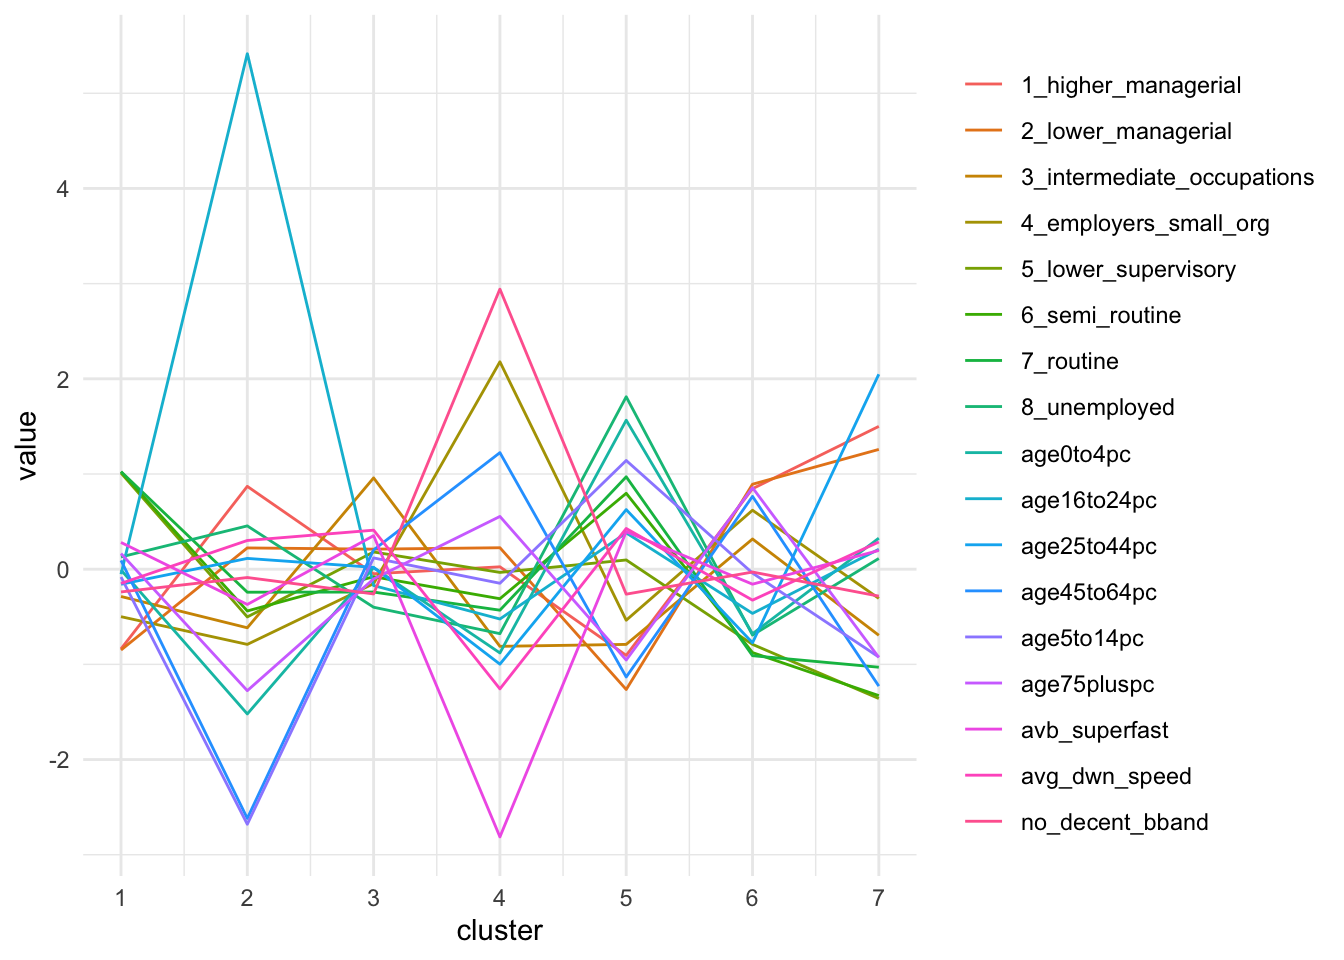 4
2
0
-2
value
1 2 3 4 5 6 7
cluster
1_higher_managerial
2_lower_managerial
3_intermediate_occupations
4_employers_small_org
5_lower_supervisory
6_semi_routine
7_routine
8_unemployed
age0to4pc
age16to24pc
age25to44pc
age45to64pc
age5to14pc
age75pluspc
avb_superfast
avg_dwn_speed
no_decent_bband